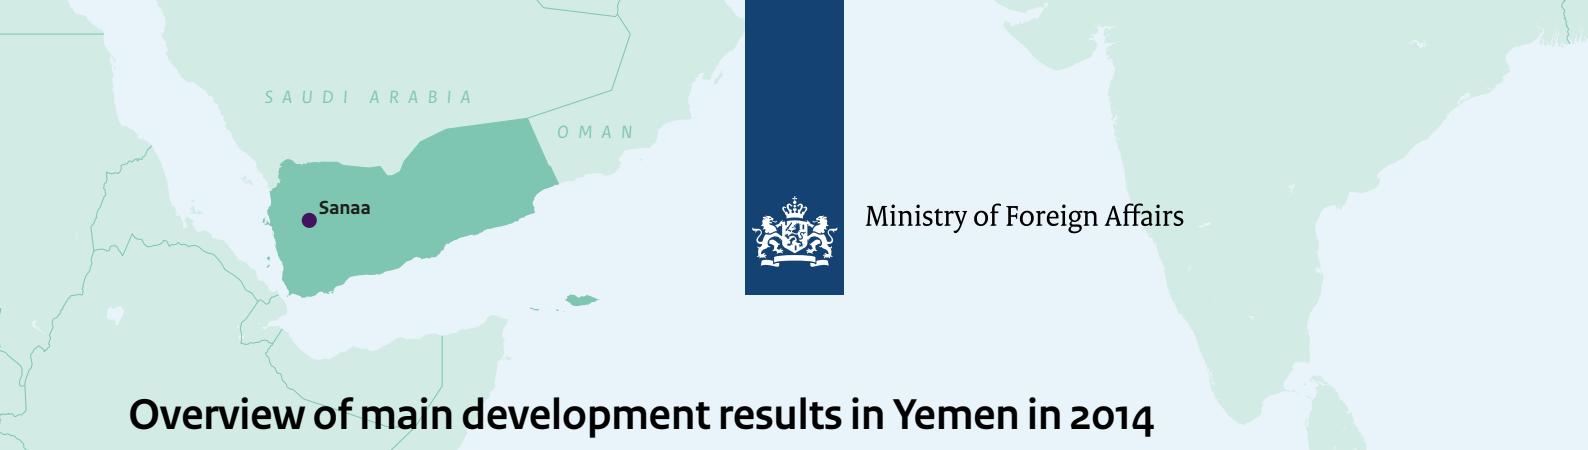 SAUDI ARABIA
OMAN
Sanaa
Ministry of Foreign Affairs
Overview of main development results in Yemen in 2014